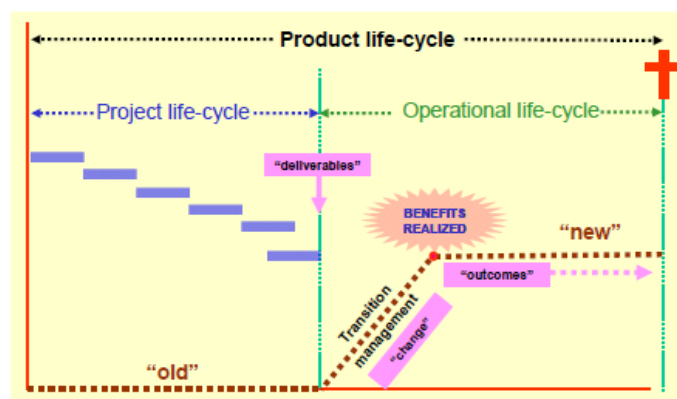 Product life-cycle
Project life-cycle
Operational life-cycle
“deliverables”
BENEFITS
REALIZED
“new”
“outcomes”
Transition
management
“change”
“old”